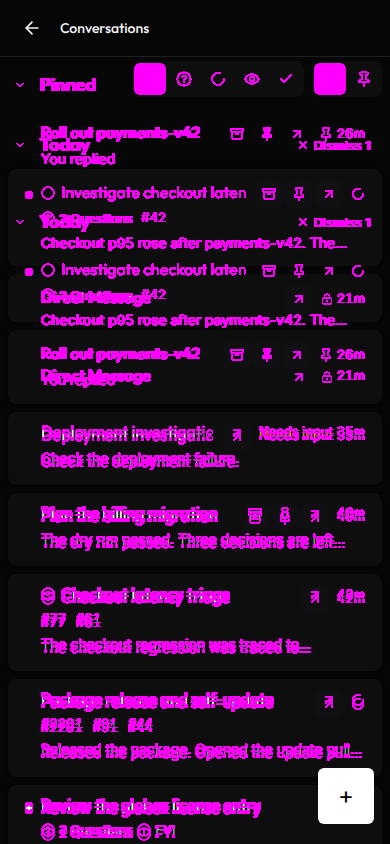 Conversations
Pinned
Roll out payments-v42 26m
Today Dismiss 1
You replied
Investigate checkout laten
2 Questions #42
Today Dismiss 1
Checkout p95 rose after payments-v42. The...
Investigate checkout laten
Direct Message 21m
#42
Checkout p95 rose after payments-v42. The...
Roll out payments-v42 26m
Direct Message 21m
You replied
Deployment investigatic Needs input 35m
Check the deployment failure.
Plan the billing migration
The dry run passed. Three decisions are left...
Checkout latency triage
#77 #61
The checkout regression was traced to...
Package release and self-update
#91 #44
Released the package. Opened the update pull...
Review the global license entry
2 Questions FYI
+